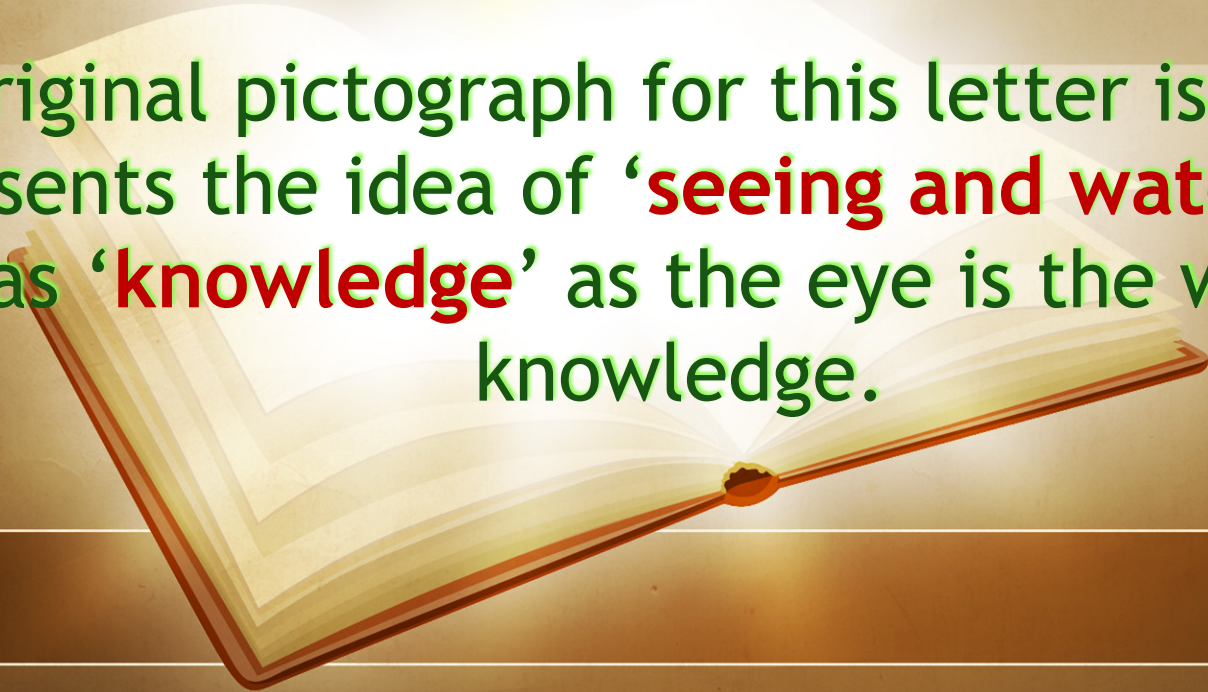 riginal pictograph for this letter is
sents the idea of ‘seeing and wat
as ‘knowledge’ as the eye is the
knowledge.